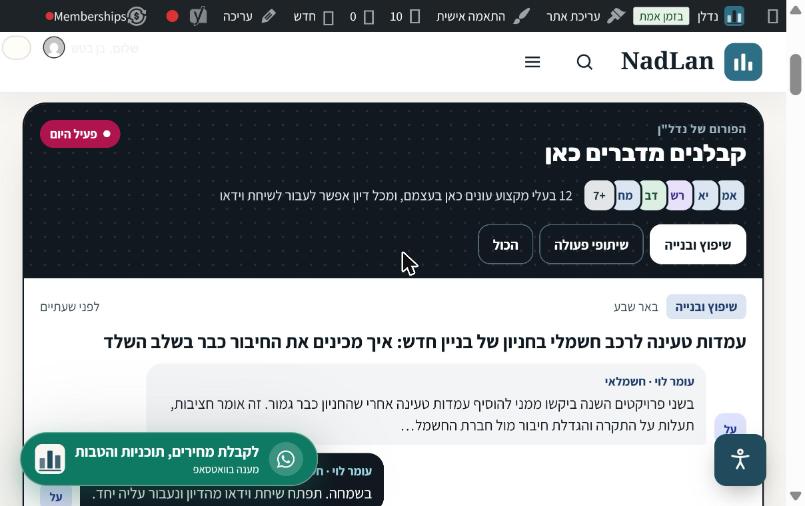 נדלן
בזמן אמת
עריכת אתר
התאמה אישית
10
0
חדש
עריכה
Memberships
שלום, בן בטש
NadLan
הפורום של נדל"ן
קבלנים מדברים כאן
פעיל היום
אמ
יא
רש
דב
מח
+7
12 בעלי מקצוע עונים כאן בעצמם, ומכל דיון אפשר לעבור לשיחת וידאו
שיפוץ ובנייה
שיתופי פעולה
הכול
שיפוץ ובנייה
באר שבע
לפני שעתיים
עמדות טעינה לרכב חשמלי בחניון של בניין חדש: איך מכינים את החיבור כבר בשלב השלד
עומר לוי · חשמלאי
בשני פרויקטים השנה ביקשו ממני להוסיף עמדות טעינה אחרי שהחניון כבר גמור. זה אומר חציבות,
תעלות על התקרה והגדלת חיבור מול חברת החשמל...
על
עומר לוי · ח
בשמחה. תפתח שיחת וידאו מהדיון ונעבור עליה יחד.
על
לקבלת מחירים, תוכניות והטבות
מענה בוואטסאפ